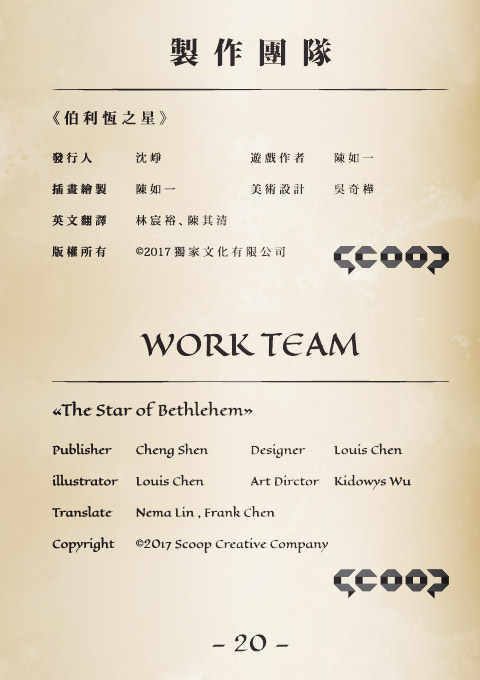 製作團隊
《伯利恆之星》
發行人 沈崢 遊戲作者 陳如一
插畫繪製 陳如一 美術設計 吳奇樺
英文翻譯 林宸裕、陳其清
版權所有 ©2017 獨家文化有限公司
scoop
WORK TEAM
«The Star of Bethlehem»
Publisher Cheng Shen Designer Louis Chen
illustrator Louis Chen Art Dirctor Kidowys Wu
Translate Nema Lin , Frank Chen
Copyright ©2017 Scoop Creative Company
scoop
– 20 –